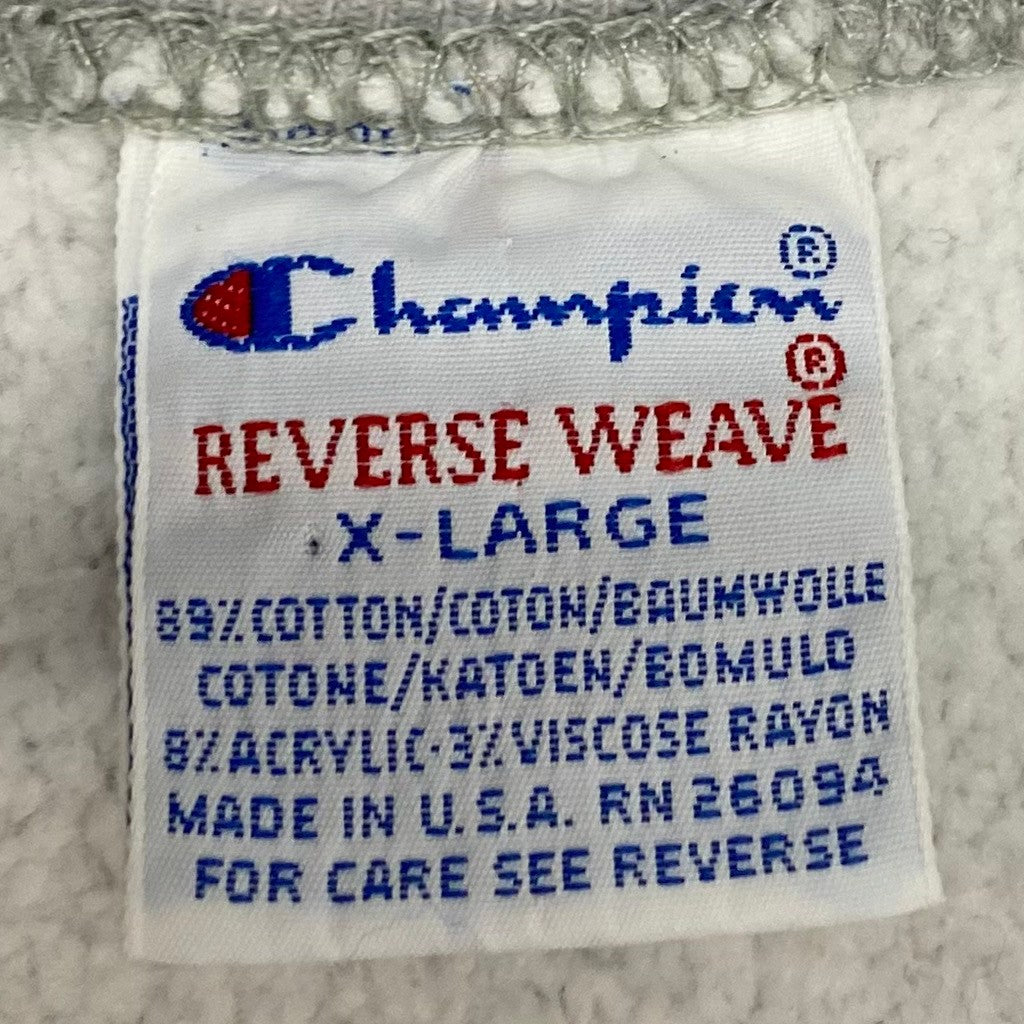 Champion®
REVERSE WEAVE®
X-LARGE
89% COTTON/COTON/BAUMWOLLE
COTONE/KATOEN/BOMULD
8% ACRYLIC·3% VISCOSE RAYON
MADE IN U.S.A. RN 26094
FOR CARE SEE REVERSE